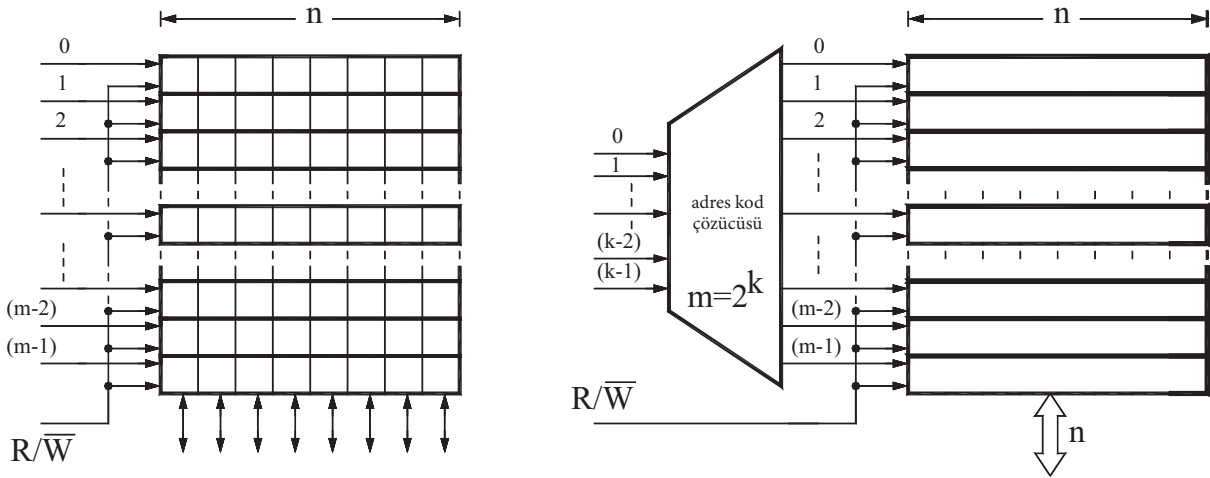 n
0
1
2
(m-2)
(m-1)
R/W̅
n
0
1
(k-2)
(k-1)
adres kod
çözücüsü
m=2^k
0
1
2
(m-2)
(m-1)
R/W̅
n